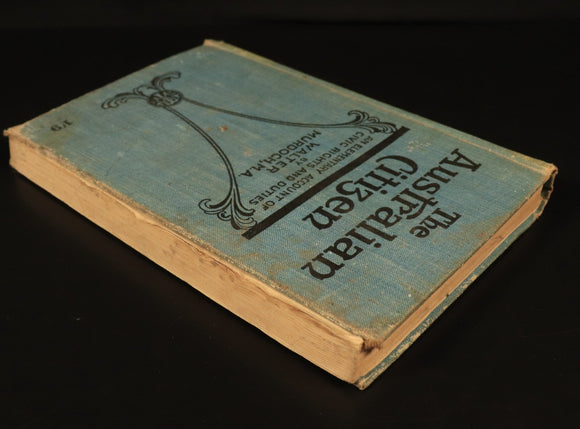 The
Australian
Citizen
AN ELEMENTARY ACCOUNT OF
CIVIC RIGHTS AND DUTIES
BY
WALTER
MURDOCH, M.A.
1/9